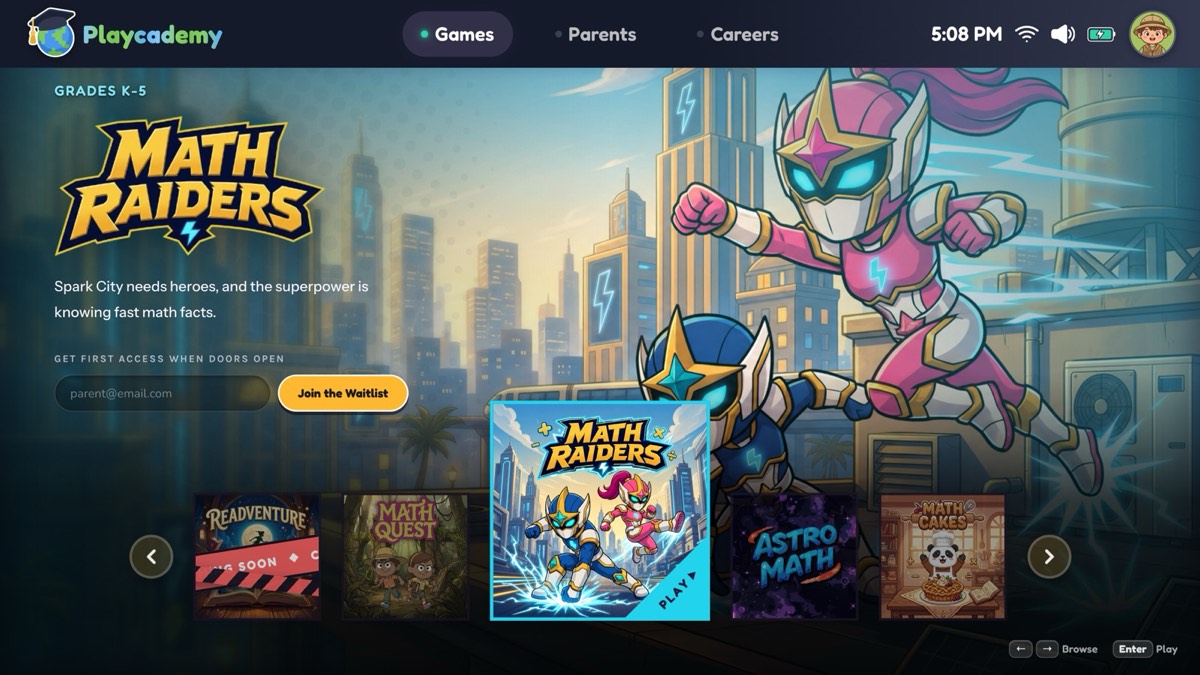 Playcademy
Games
Parents
Careers
5:08 PM
GRADES K-5
MATH
RAIDERS
Spark City needs heroes, and the superpower is
knowing fast math facts.
GET FIRST ACCESS WHEN DOORS OPEN
parent@email.com
Join the Waitlist
READVENTURE
NG SOON ◆ C
MATH
QUEST
MATH
RAIDERS
PLAY
ASTRO
MATH
MATH
CAKES
← → Browse
Enter Play